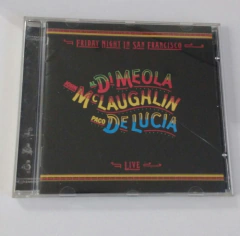 FRIDAY NIGHT IN SAN FRANCISCO
AL DI MEOLA
JOHN McLAUGHLIN
PACO DE LUCIA
LIVE